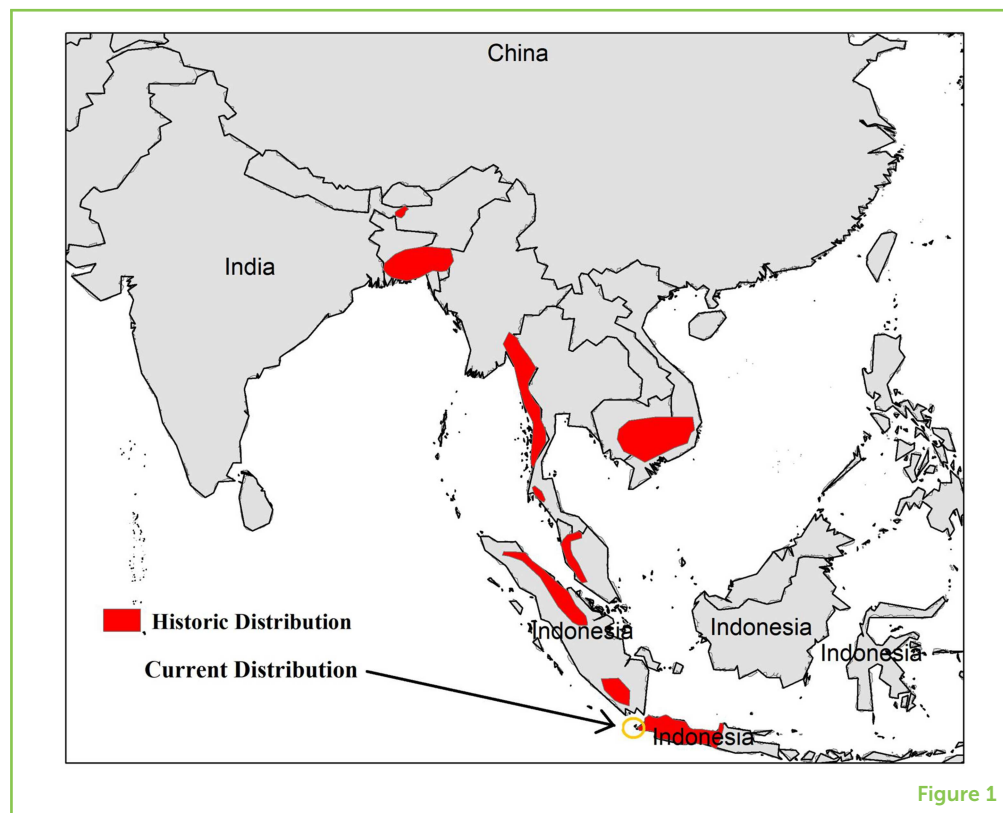 China
India
Historic Distribution
Indonesia
Indonesia
Indonesia
Current Distribution
Indonesia
Figure 1